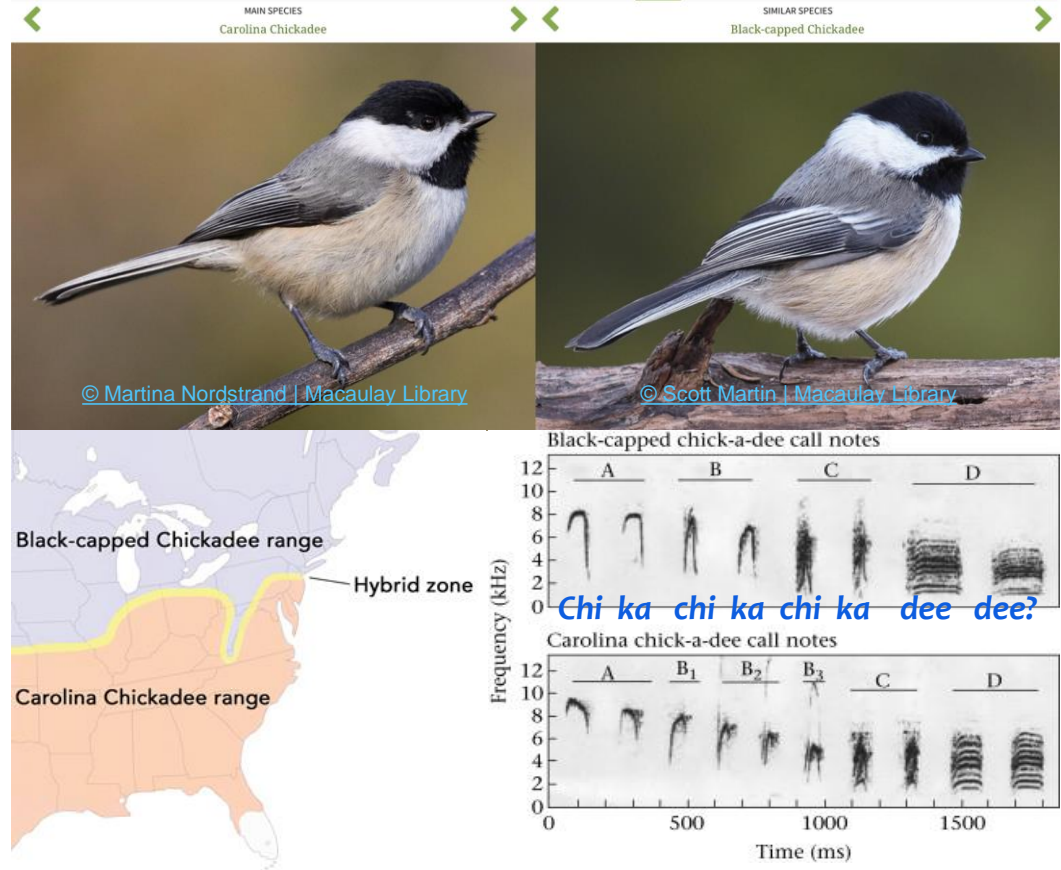 MAIN SPECIES
Carolina Chickadee
SIMILAR SPECIES
Black-capped Chickadee
© Martina Nordstrand | Macaulay Library
© Scott Martin | Macaulay Library
Black-capped Chickadee range
Hybrid zone
Carolina Chickadee range
Black-capped chick-a-dee call notes
A B C D
12
10
8
6
4
2
0
Chi ka chi ka chi ka dee dee?
Frequency (kHz)
Carolina chick-a-dee call notes
A B1 B2 B3 C D
12
10
8
6
4
2
0
0 500 1000 1500
Time (ms)